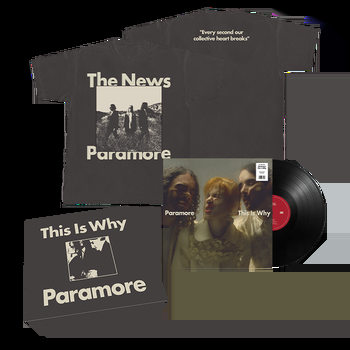 "Every second our
collective heart breaks"
The News
Paramore
Paramore
This Is Why
This Is Why
Paramore